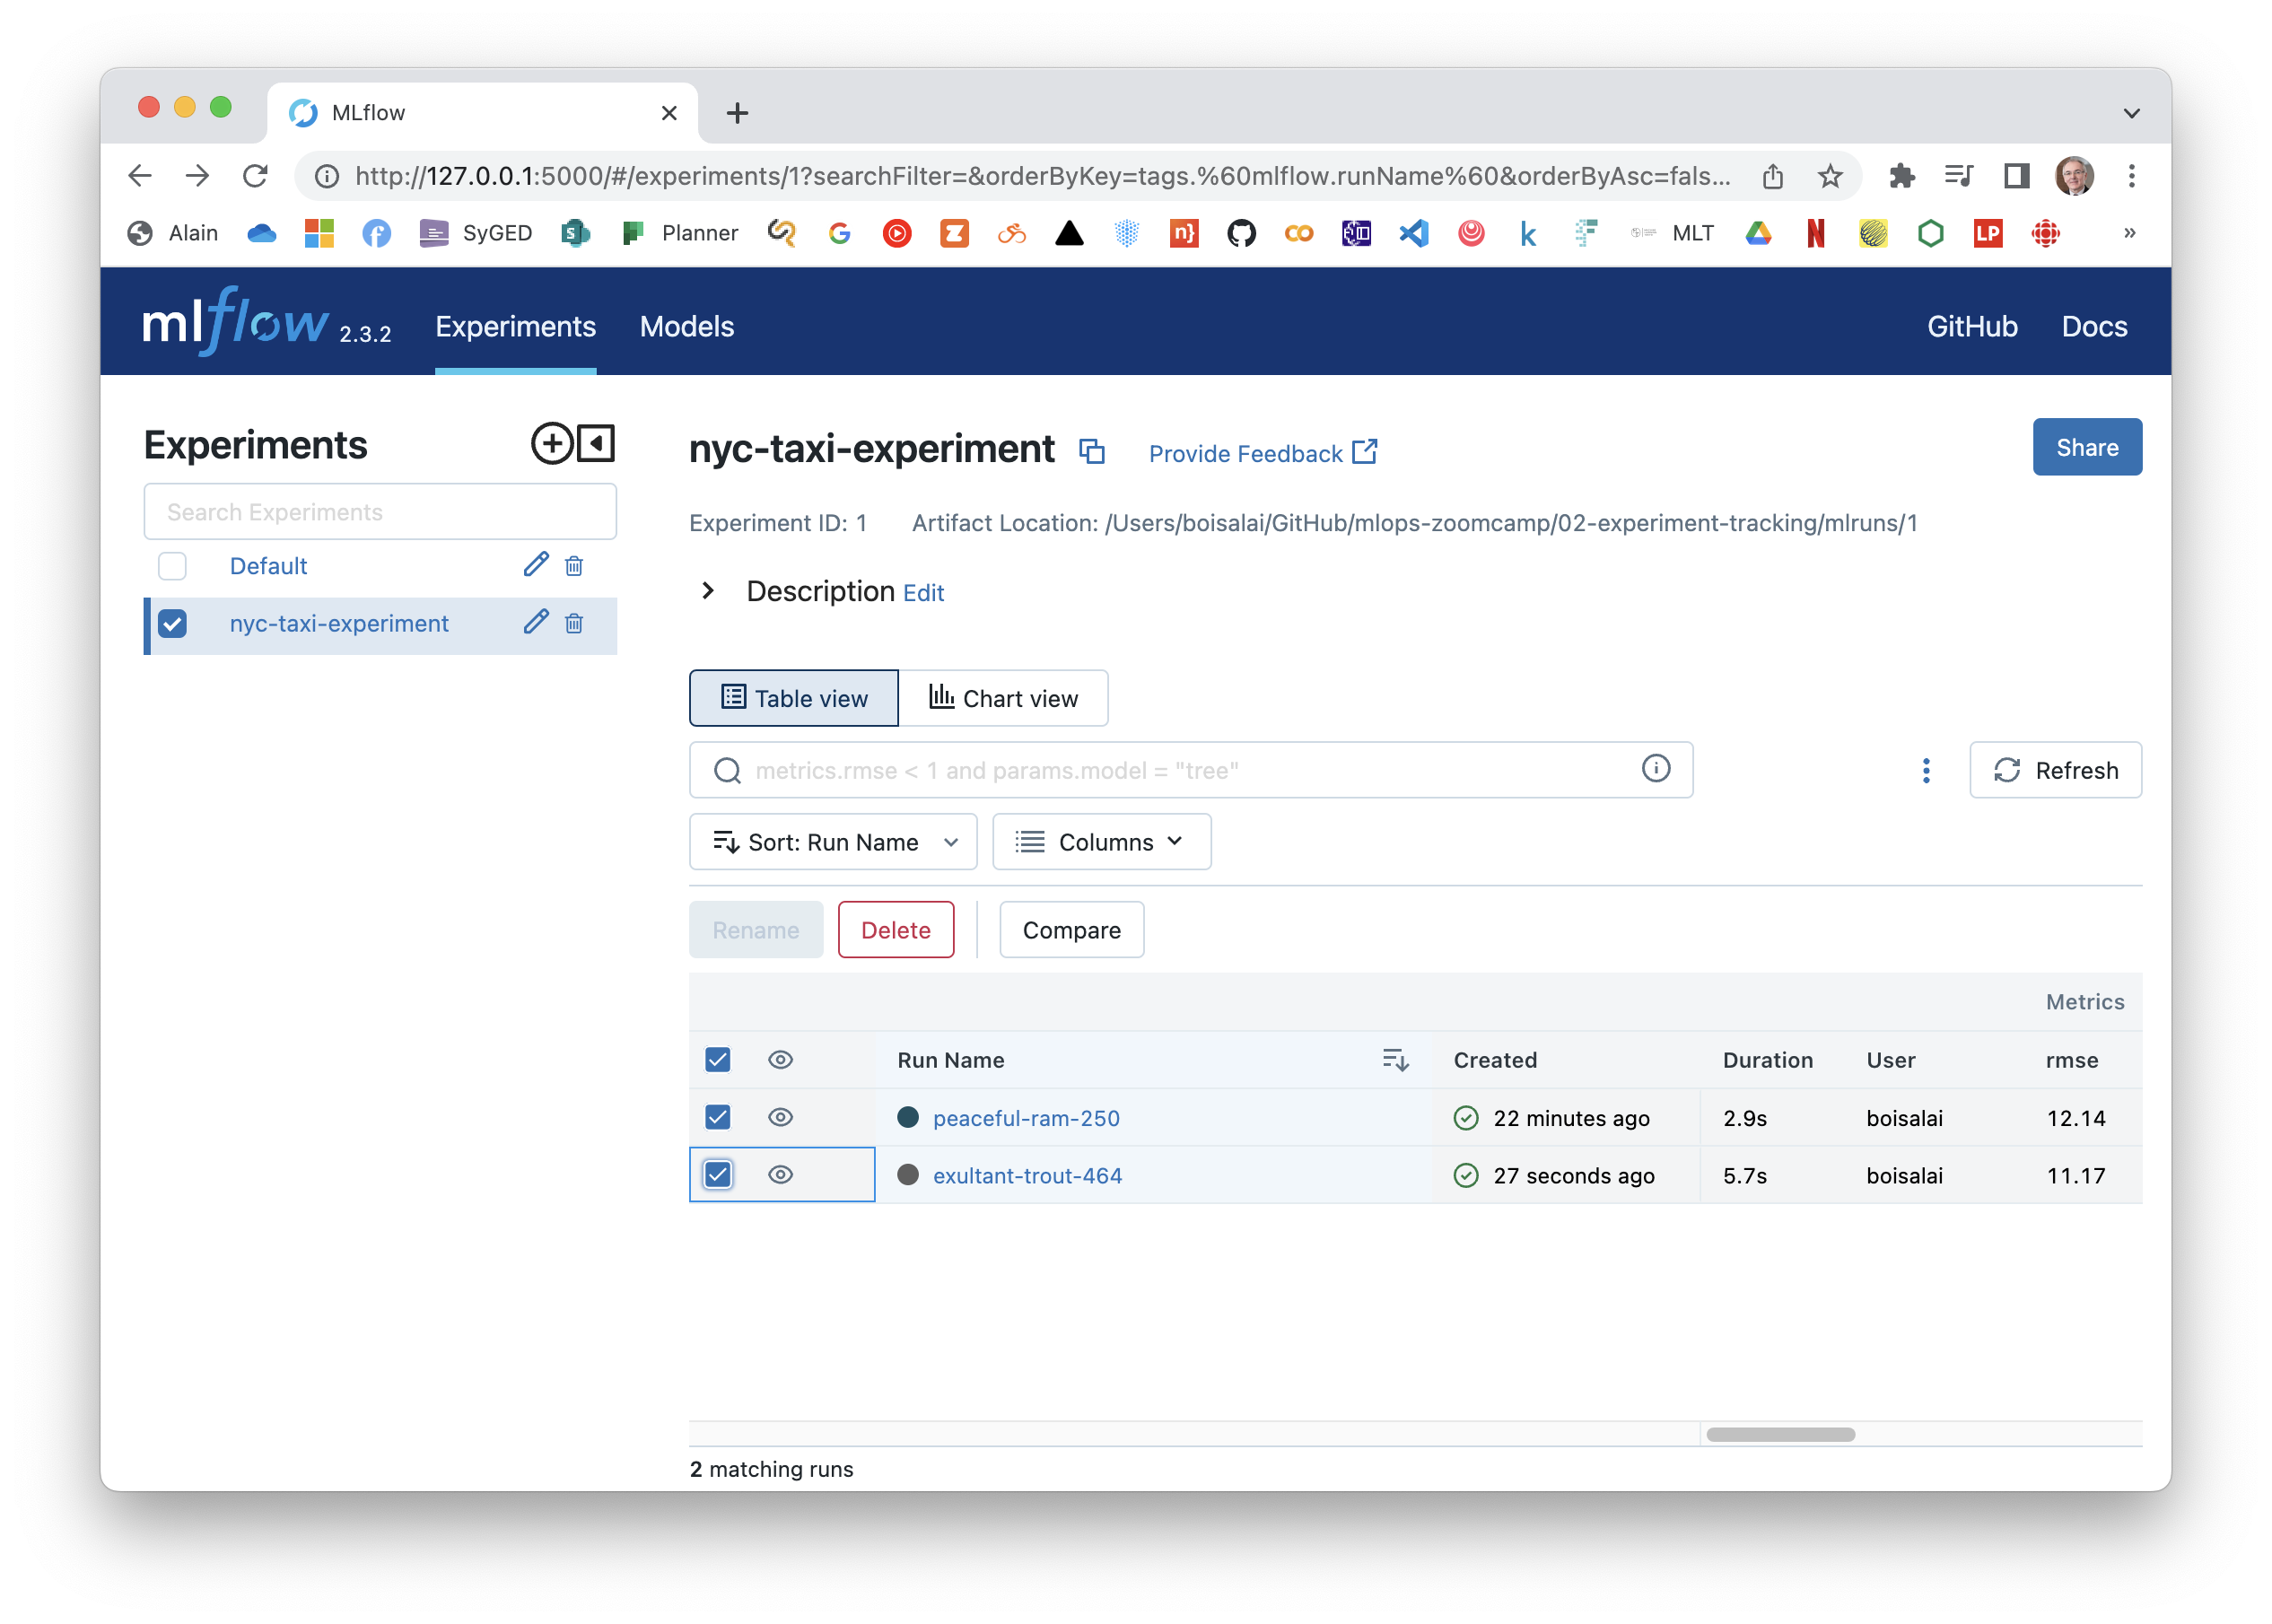 MLflow
http://127.0.0.1:5000/#/experiments/1?searchFilter=&orderByKey=tags.%60mlflow.runName%60&orderByAsc=fals...
Alain SyGED Planner MLT LP »
mlflow 2.3.2 Experiments Models GitHub Docs
Experiments
Search Experiments
Default
nyc-taxi-experiment
nyc-taxi-experiment Provide Feedback Share
Experiment ID: 1 Artifact Location: /Users/boisalai/GitHub/mlops-zoomcamp/02-experiment-tracking/mlruns/1
Description Edit
Table view Chart view
metrics.rmse < 1 and params.model = "tree" Refresh
Sort: Run Name Columns
Rename Delete Compare
Metrics
Run Name Created Duration User rmse
peaceful-ram-250 22 minutes ago 2.9s boisalai 12.14
exultant-trout-464 27 seconds ago 5.7s boisalai 11.17
2 matching runs